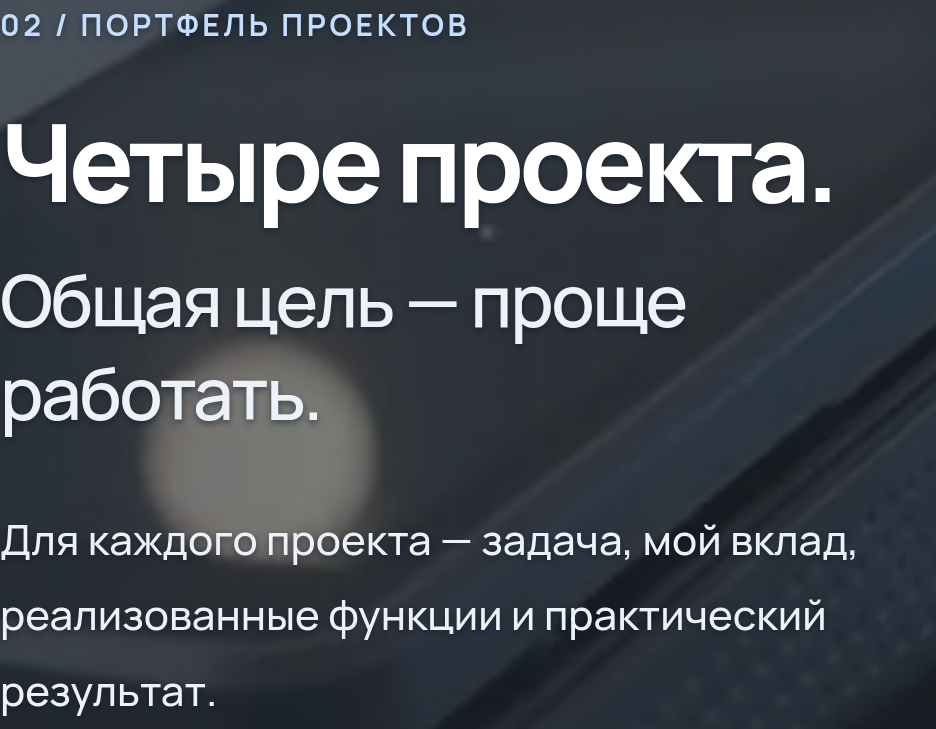 02 / ПОРТФЕЛЬ ПРОЕКТОВ
Четыре проекта.
Общая цель — проще
работать.
Для каждого проекта — задача, мой вклад,
реализованные функции и практический
результат.